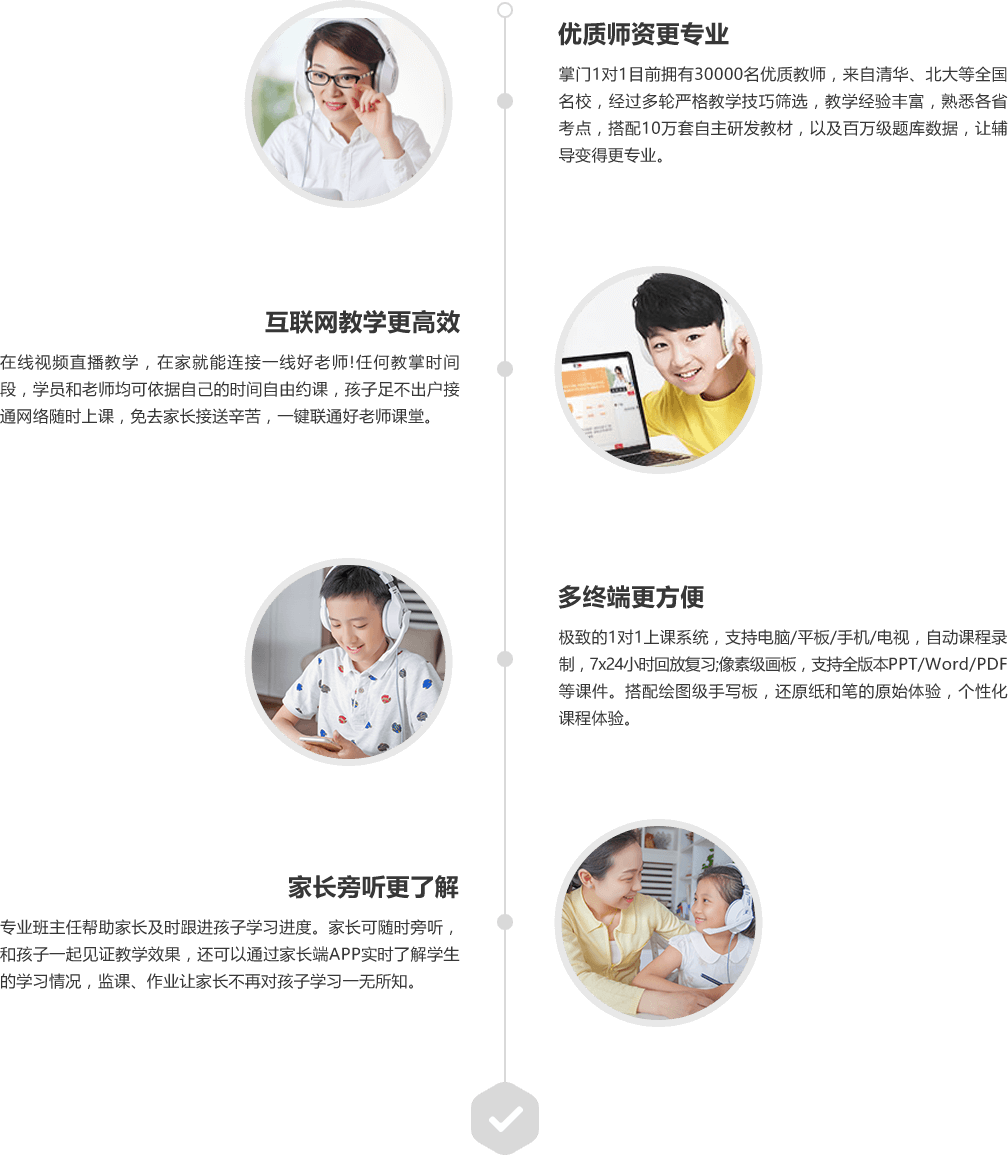 优质师资更专业
掌门1对1目前拥有30000名优质教师，来自清华、北大等全国
名校，经过多轮严格教学技巧筛选，教学经验丰富，熟悉各省
考点，搭配10万套自主研发教材，以及百万级题库数据，让辅
导变得更专业。
互联网教学更高效
在线视频直播教学，在家就能连接一线好老师!任何教掌时间
段，学员和老师均可依据自己的时间自由约课，孩子足不出户接
通网络随时上课，免去家长接送辛苦，一键联通好老师课堂。
多终端更方便
极致的1对1上课系统，支持电脑/平板/手机/电视，自动课程录
制，7x24小时回放复习;像素级画板，支持全版本PPT/Word/PDF
等课件。搭配绘图级手写板，还原纸和笔的原始体验，个性化
课程体验。
家长旁听更了解
专业班主任帮助家长及时跟进孩子学习进度。家长可随时旁听，
和孩子一起见证教学效果，还可以通过家长端APP实时了解学生
的学习情况，监课、作业让家长不再对孩子学习一无所知。